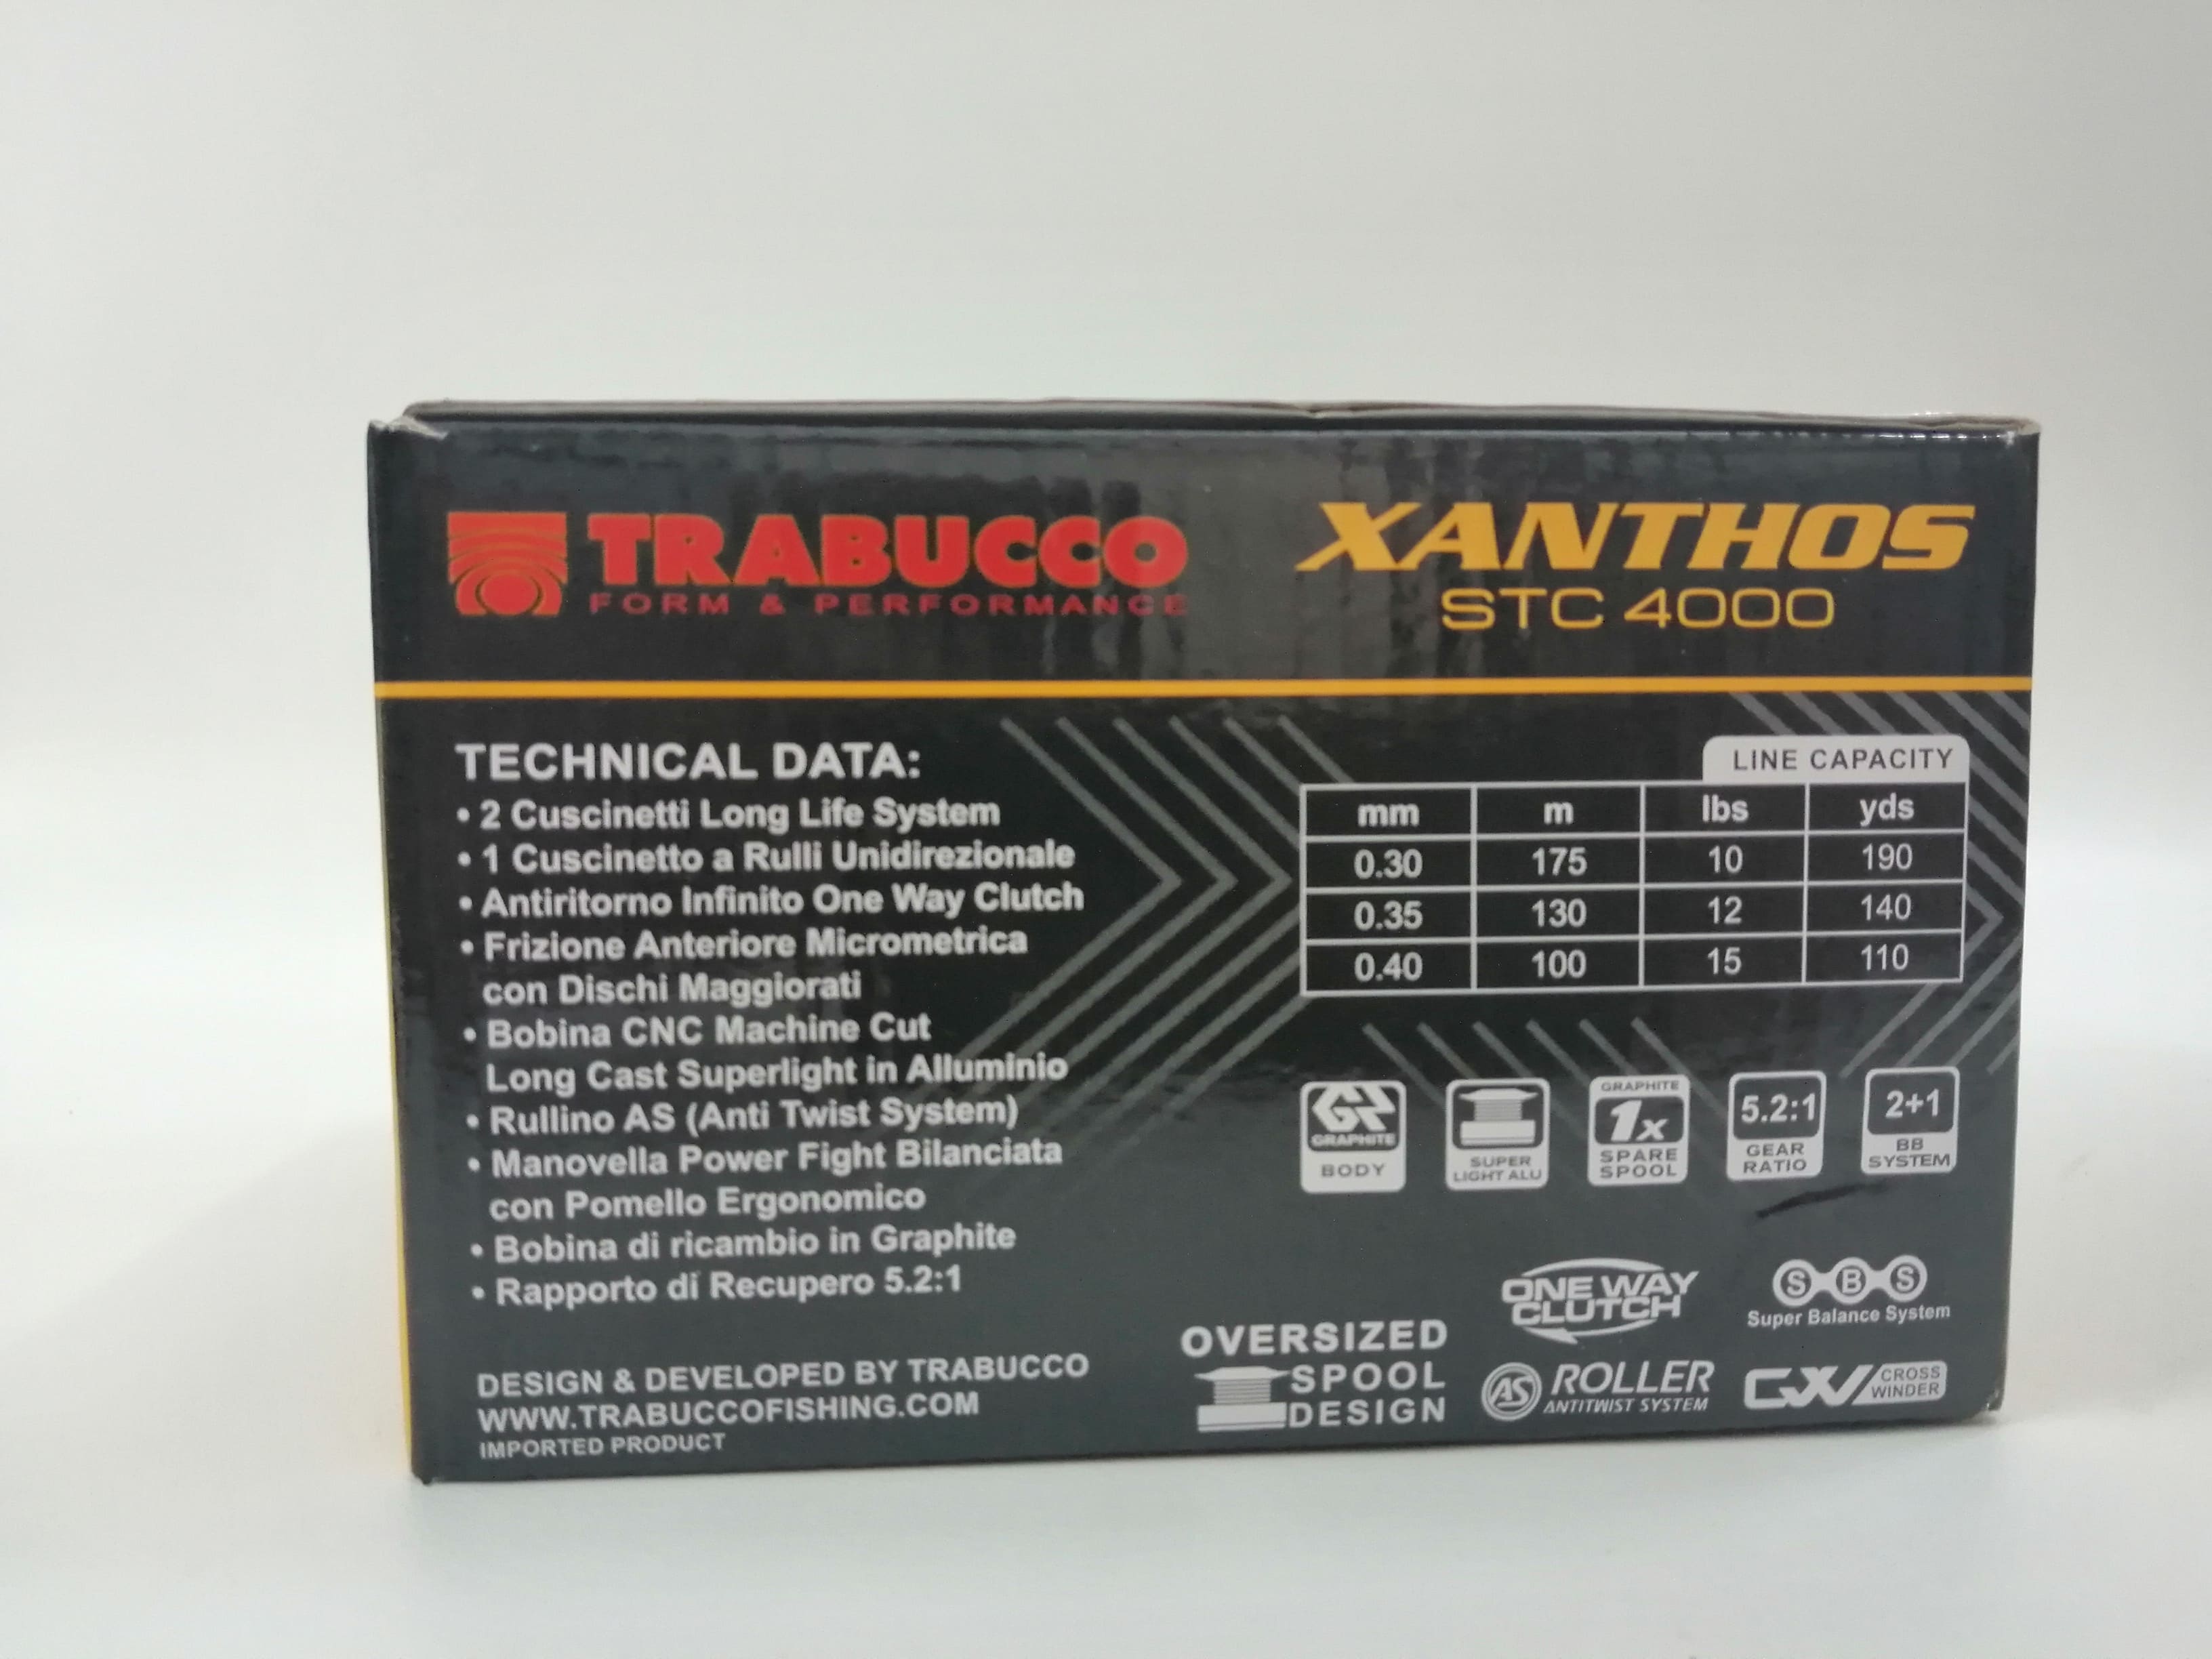 TRABUCCO
FORM & PERFORMANCE
XANTHOS
STC 4000
TECHNICAL DATA:
• 2 Cuscinetti Long Life System
• 1 Cuscinetto a Rulli Unidirezionale
• Antiritorno Infinito One Way Clutch
• Frizione Anteriore Micrometrica
con Dischi Maggiorati
• Bobina CNC Machine Cut
Long Cast Superlight in Alluminio
• Rullino AS (Anti Twist System)
• Manovella Power Fight Bilanciata
con Pomello Ergonomico
• Bobina di ricambio in Graphite
• Rapporto di Recupero 5.2:1
DESIGN & DEVELOPED BY TRABUCCO
WWW.TRABUCCOFISHING.COM
IMPORTED PRODUCT
LINE CAPACITY
mm m lbs yds
0.30 175 10 190
0.35 130 12 140
0.40 100 15 110
GR
GRAPHITE
BODY
SUPER
LIGHT ALU
GRAPHITE
1x
SPARE
SPOOL
5.2:1
GEAR
RATIO
2+1
BB
SYSTEM
OVERSIZED
SPOOL
DESIGN
ONE WAY
CLUTCH
S B S
Super Balance System
AS ROLLER
ANTITWIST SYSTEM
CXW CROSS
WINDER